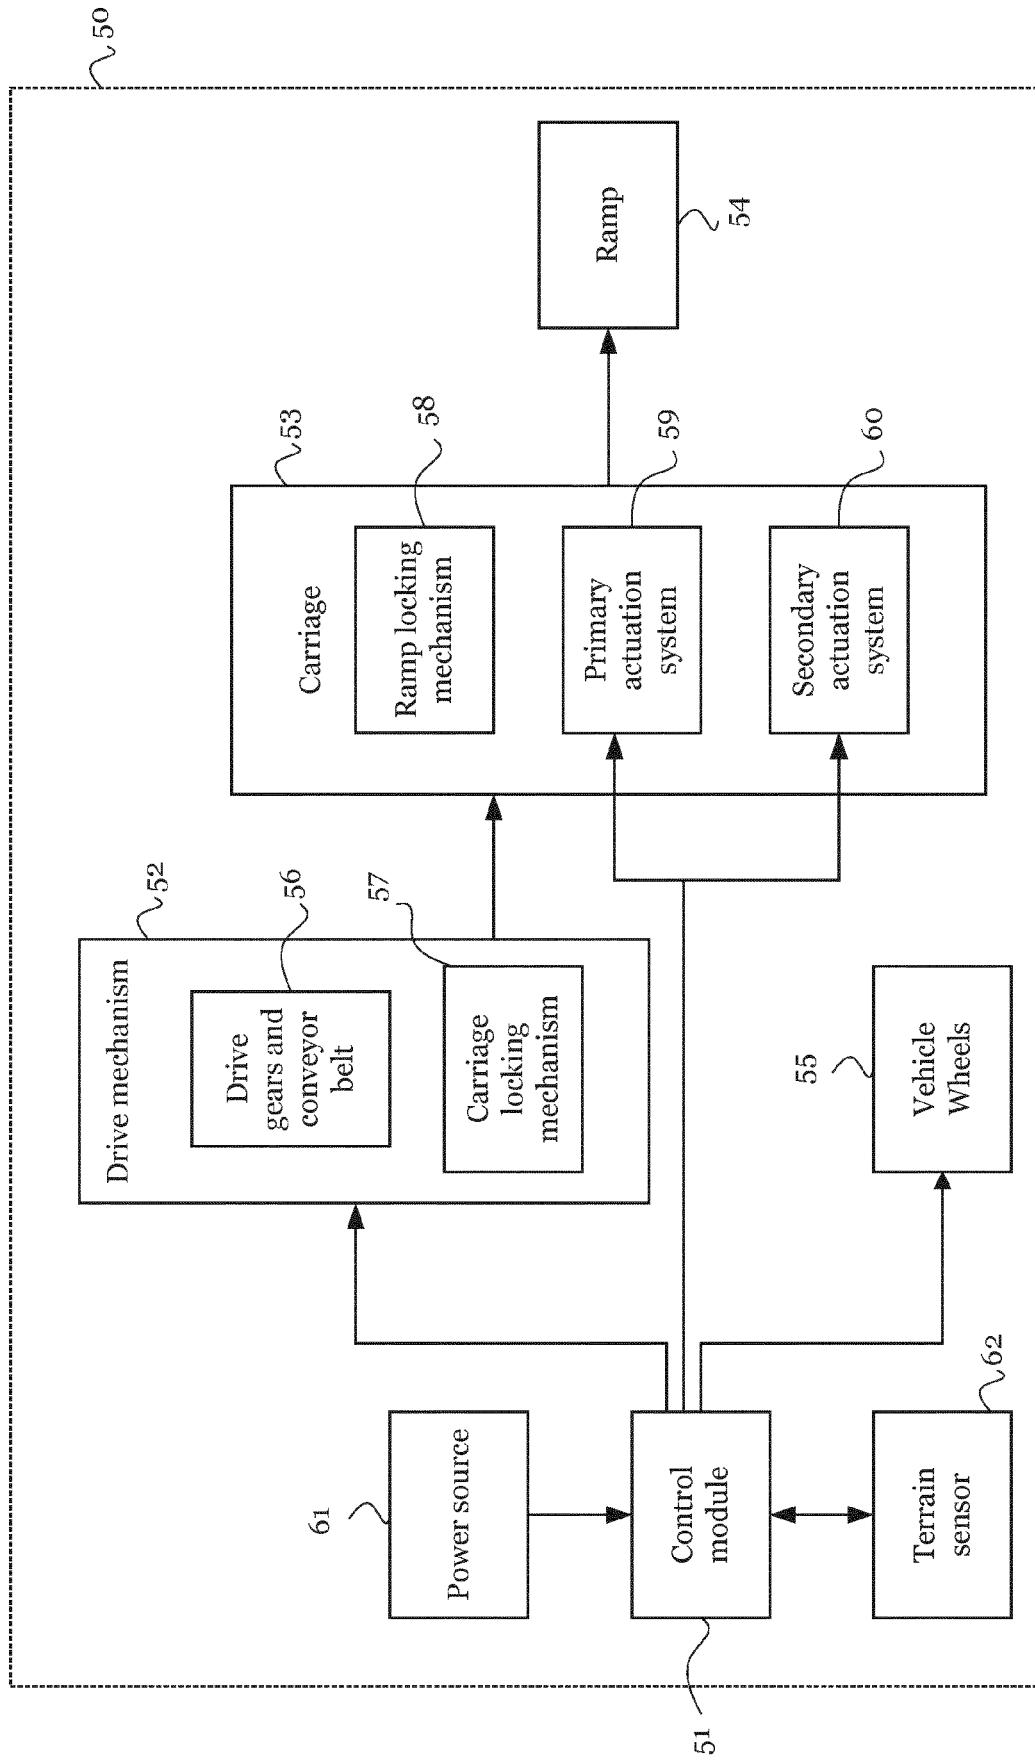 50
Drive mechanism
52
Drive
gears and
conveyor
belt
56
Carriage
locking
mechanism
57
Carriage
53
Ramp locking
mechanism
58
Primary
actuation
system
59
Secondary
actuation
system
60
Ramp
54
61
Power source
Control
module
51
Terrain
sensor
62
55
Vehicle
Wheels